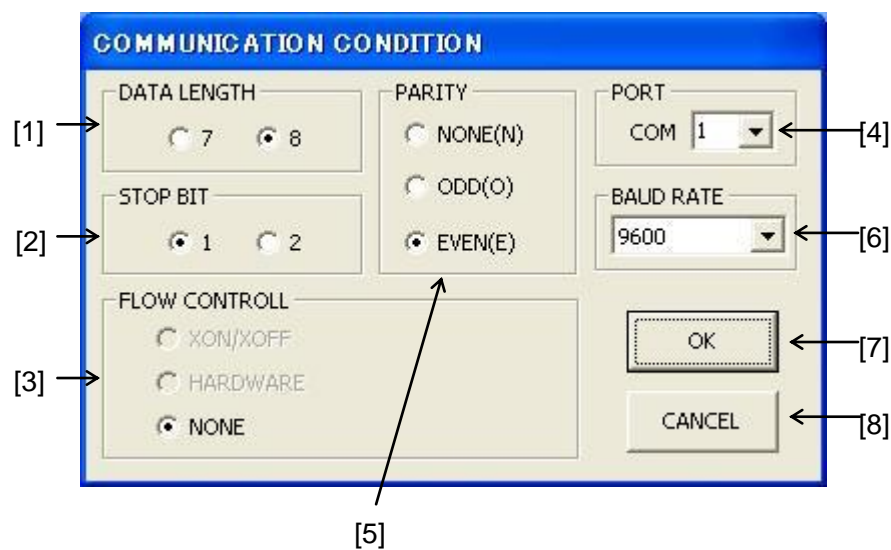 COMMUNICATION CONDITION
DATA LENGTH
7 8
[1]
STOP BIT
1 2
[2]
FLOW CONTROLL
XON/XOFF
HARDWARE
NONE
[3]
PARITY
NONE(N)
ODD(O)
EVEN(E)
[5]
PORT
COM 1
[4]
BAUD RATE
9600
[6]
OK
[7]
CANCEL
[8]